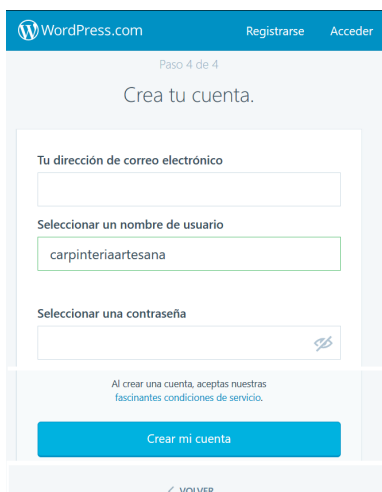 WordPress.com Registrarse Acceder
Paso 4 de 4
Crea tu cuenta.
Tu dirección de correo electrónico
Seleccionar un nombre de usuario
carpinteriaartesana
Seleccionar una contraseña
Al crear una cuenta, aceptas nuestras
fascinantes condiciones de servicio.
Crear mi cuenta
VOLVER